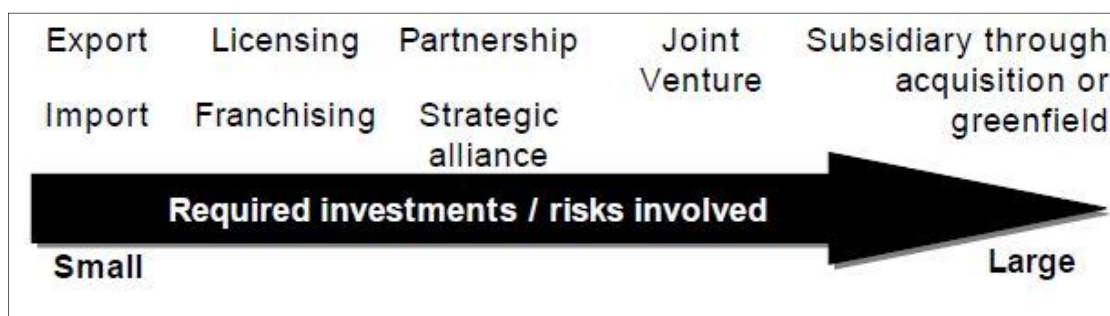 Export Licensing Partnership Joint Subsidiary through
Venture acquisition or
Import Franchising Strategic greenfield
alliance
Required investments / risks involved
Small Large